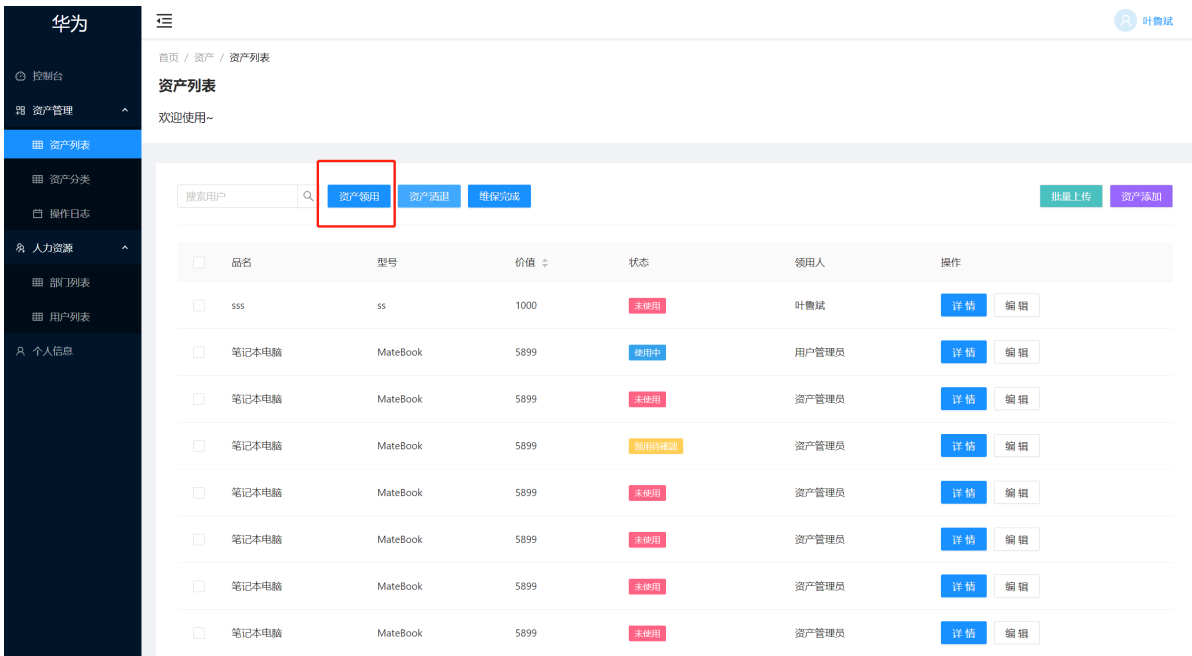 华为
叶鲁斌
控制台
资产管理
资产列表
资产分类
操作日志
人力资源
部门列表
用户列表
个人信息
首页 / 资产 / 资产列表
资产列表
欢迎使用~
搜索用户 资产领用 资产清退 维保完成 批量上传 资产添加
品名 型号 价值 状态 领用人 操作
sss ss 1000 未使用 叶鲁斌 详 情 编 辑
笔记本电脑 MateBook 5899 使用中 用户管理员 详 情 编 辑
笔记本电脑 MateBook 5899 未使用 资产管理员 详 情 编 辑
笔记本电脑 MateBook 5899 领用待確認 资产管理员 详 情 编 辑
笔记本电脑 MateBook 5899 未使用 资产管理员 详 情 编 辑
笔记本电脑 MateBook 5899 未使用 资产管理员 详 情 编 辑
笔记本电脑 MateBook 5899 未使用 资产管理员 详 情 编 辑
笔记本电脑 MateBook 5899 未使用 资产管理员 详 情 编 辑